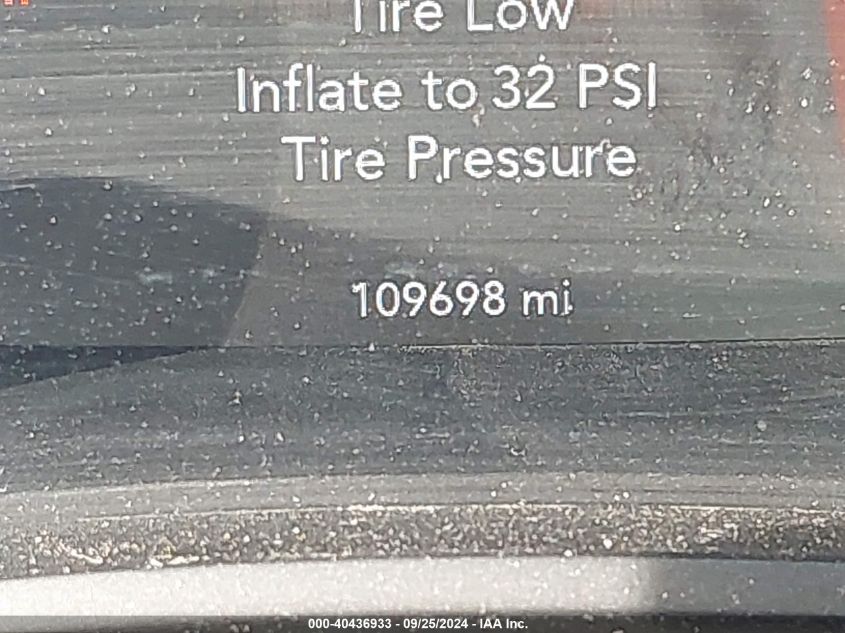 Tire Low
Inflate to 32 PSI
Tire Pressure
109698 mi
000-40436933 - 09/25/2024 - IAA Inc.